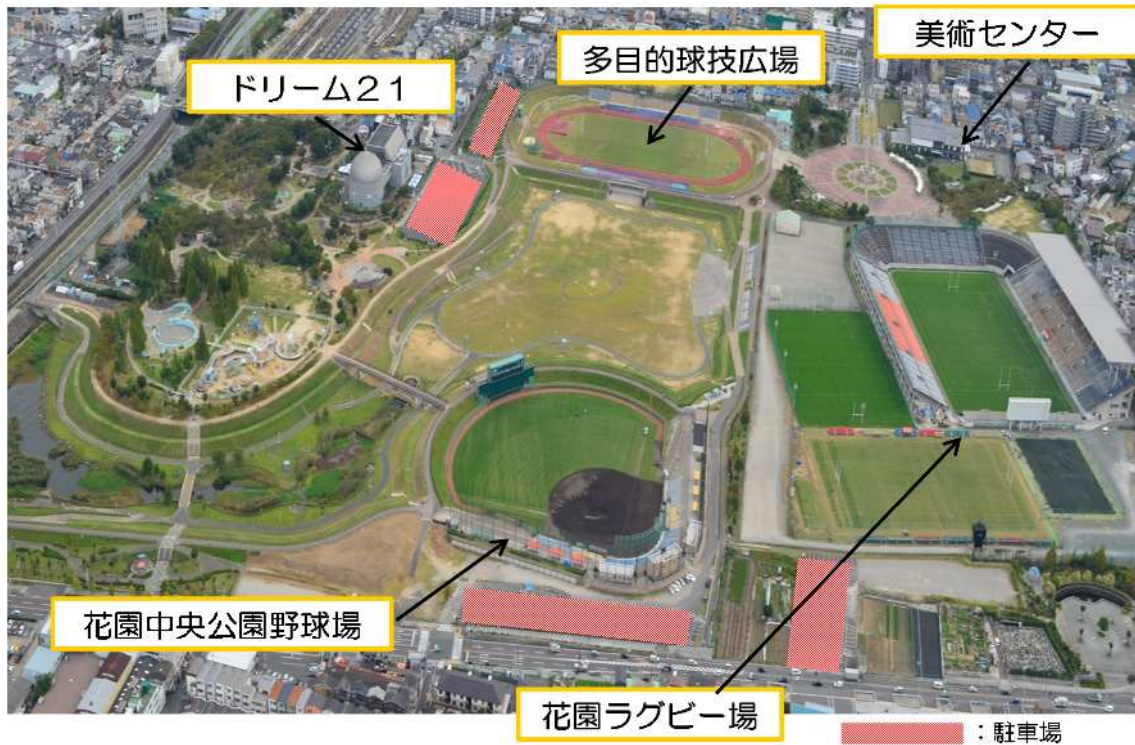 美術センター
多目的球技広場
ドリーム21
花園中央公園野球場
花園ラグビー場
：駐車場